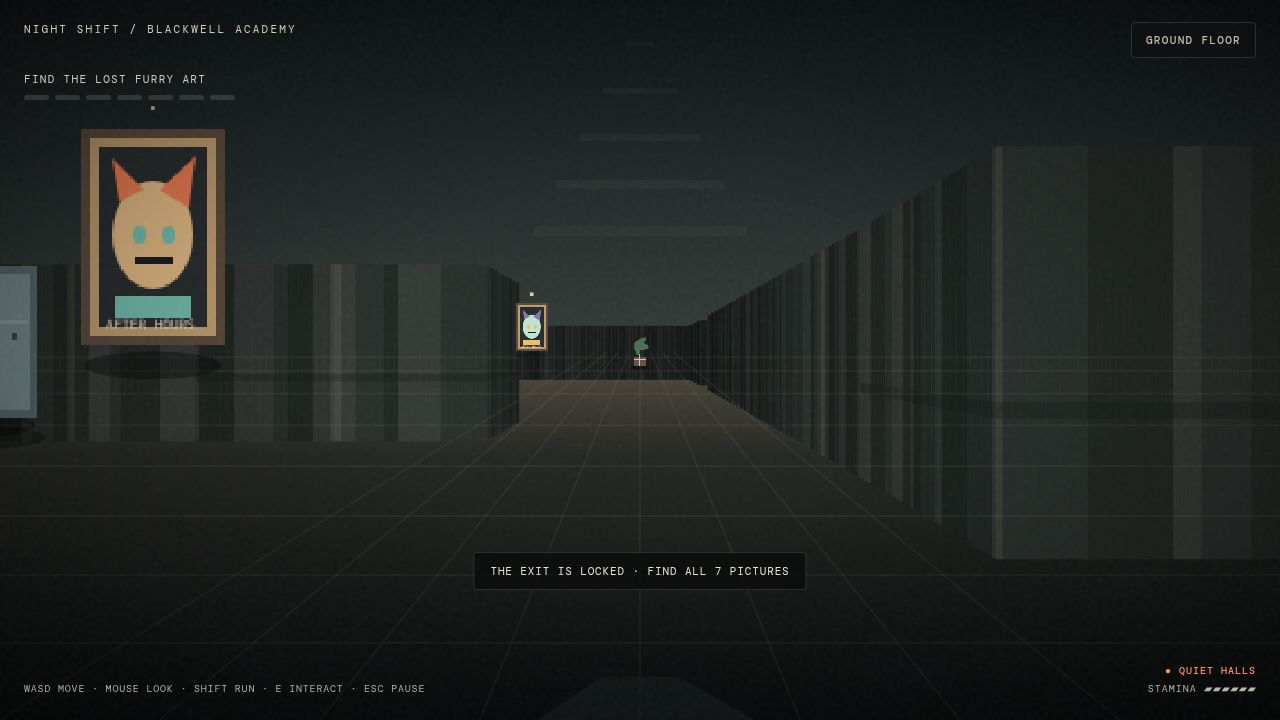 NIGHT SHIFT / BLACKWELL ACADEMY
GROUND FLOOR
FIND THE LOST FURRY ART
AFTER HOURS
THE EXIT IS LOCKED · FIND ALL 7 PICTURES
● QUIET HALLS
WASD MOVE · MOUSE LOOK · SHIFT RUN · E INTERACT · ESC PAUSE
STAMINA ▰▰▰▰▰▰